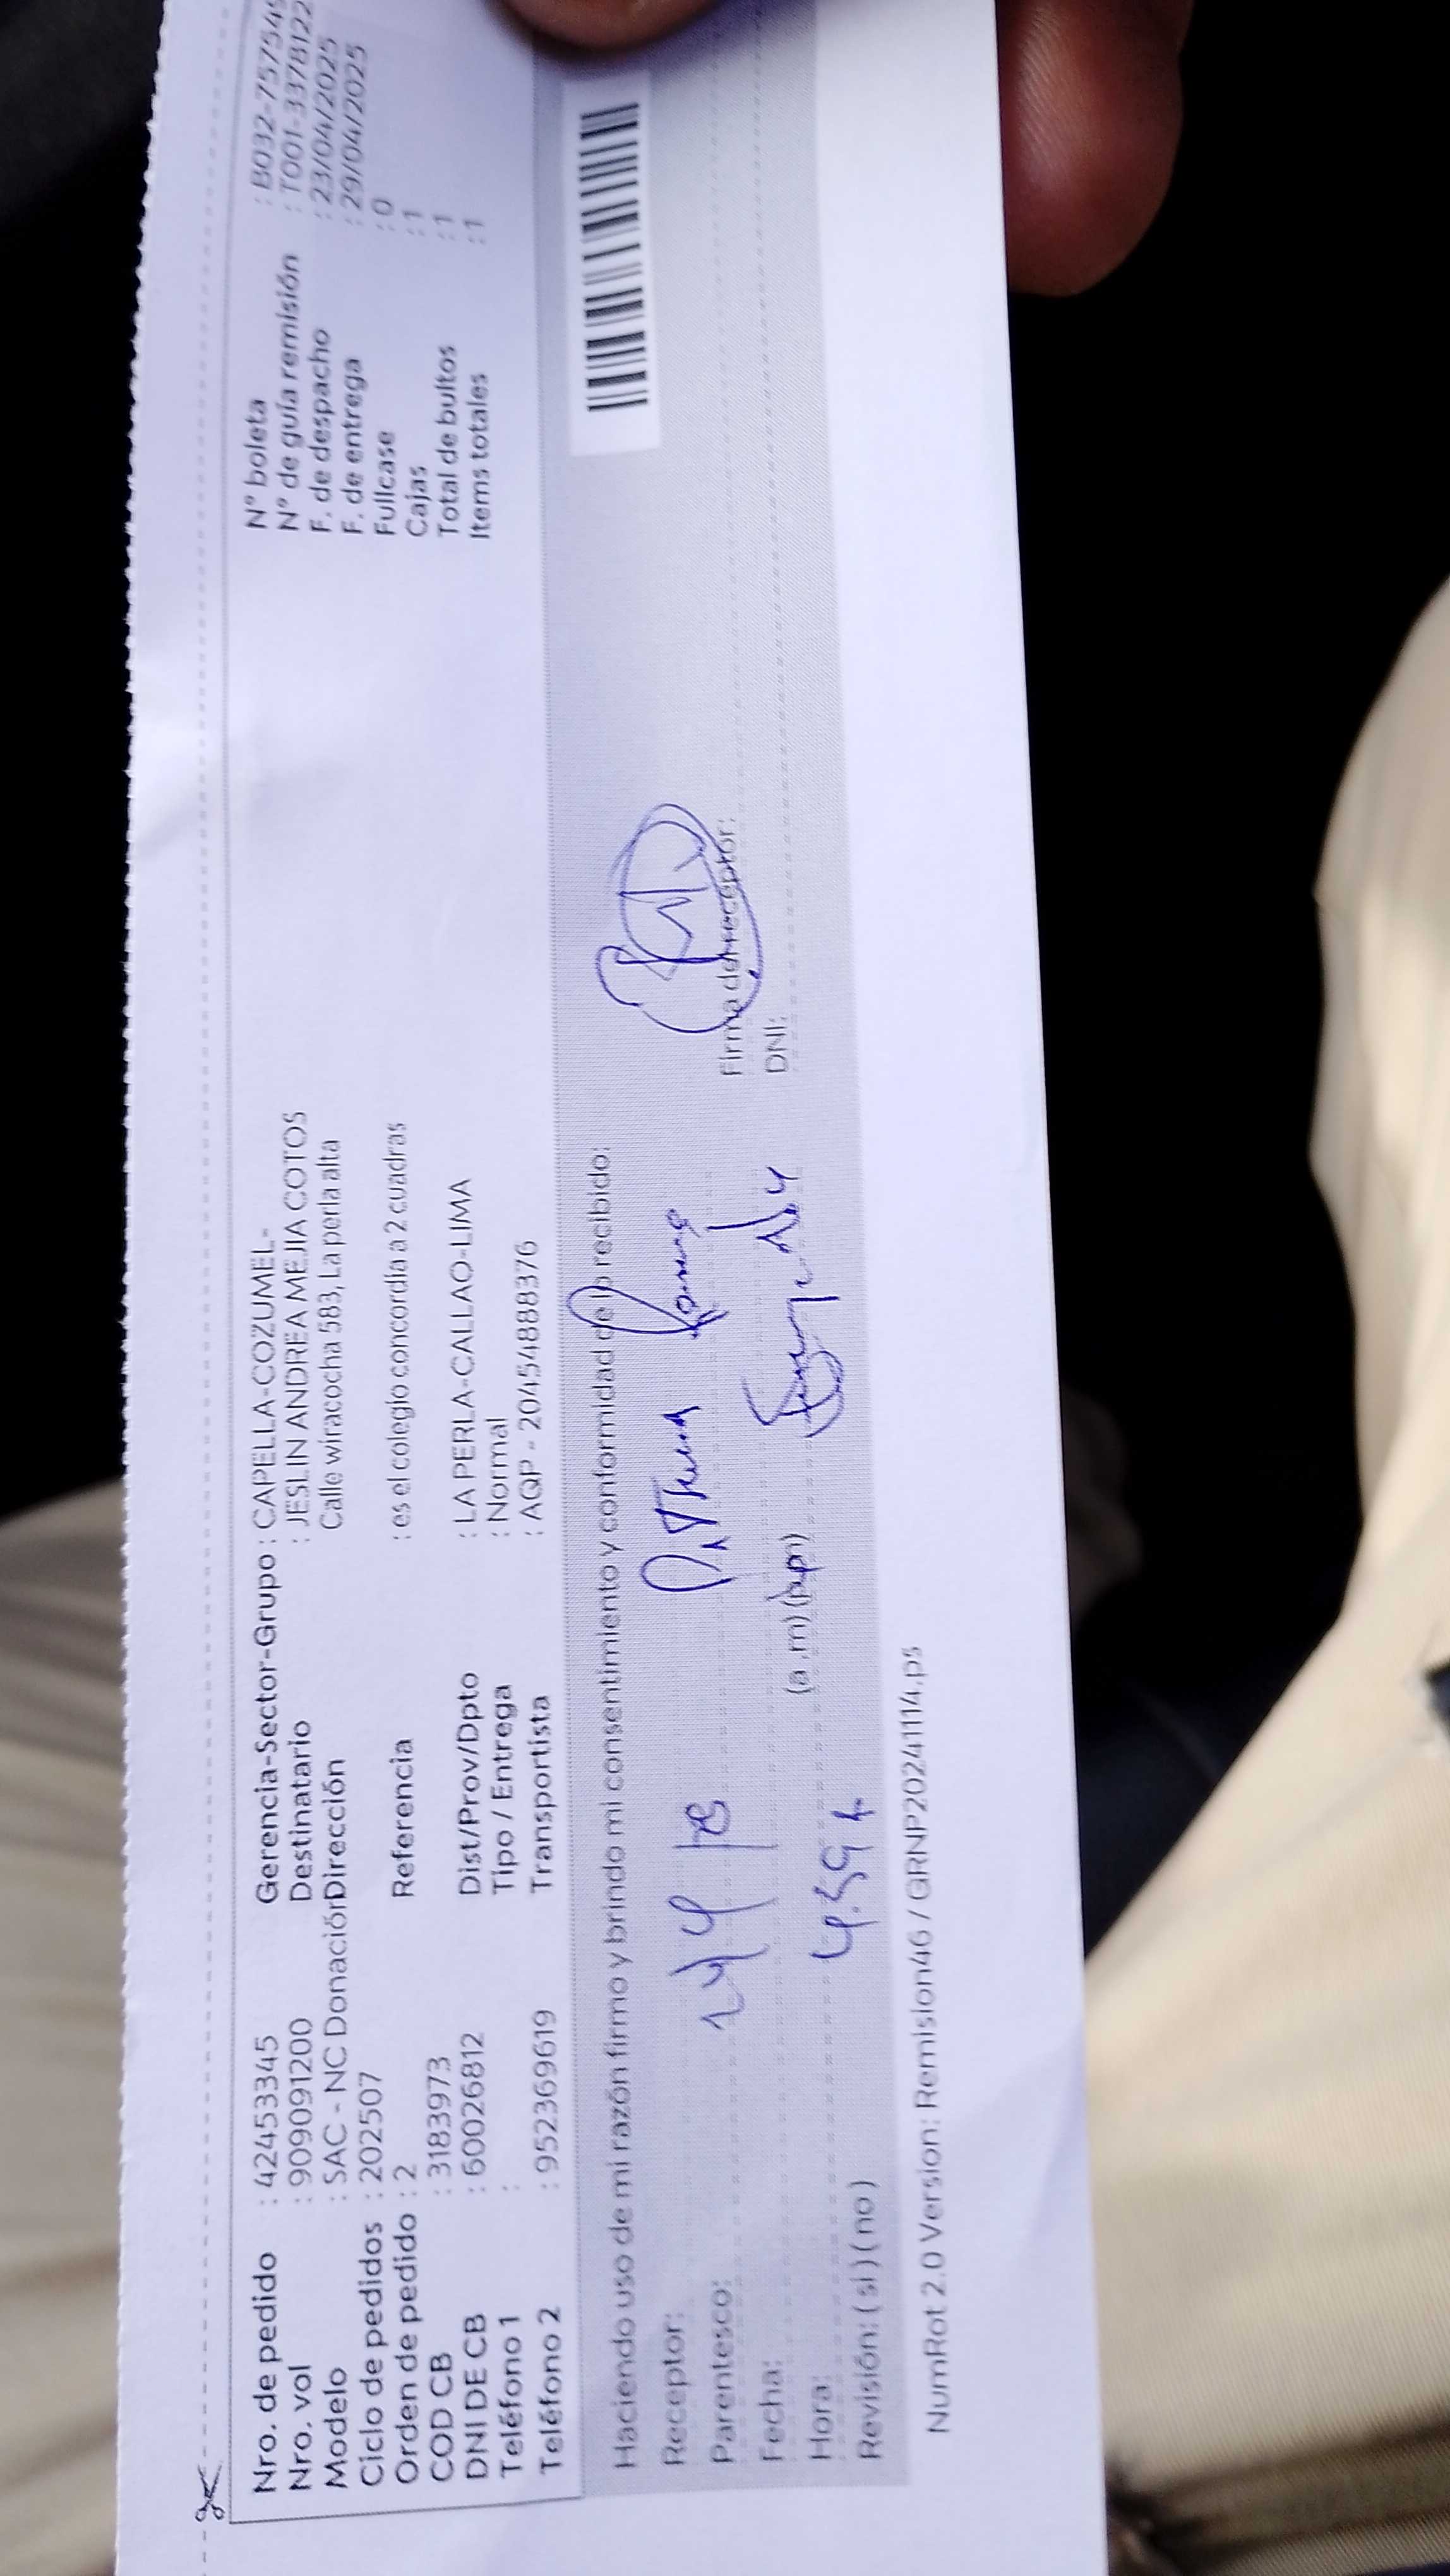 Nro. de pedido : 42453345
Nro. vol : 909091200
Modelo : SAC - NC Donación
Ciclo de pedidos : 202507
Orden de pedido : 2
COD CB : 3183973
DNI DE CB : 60026812
Teléfono 1 :
Teléfono 2 : 952369619
Gerencia-Sector-Grupo : CAPELLA-COZUMEL-
Destinatario : JESLIN ANDREA MEJIA COTOS
Dirección Calle wiracocha 583, La perla alta
Referencia : es el colegio concordia a 2 cuadras
Dist/Prov/Dpto : LA PERLA-CALLAO-LIMA
Tipo / Entrega : Normal
Transportista : AQP - 20454888376
N° boleta : B032-757549
N° de guía remisión : T001-3378122
F. de despacho : 23/04/2025
F. de entrega : 29/04/2025
Fullcase : 0
Cajas : 1
Total de bultos : 1
Items totales : 1
Haciendo uso de mi razón firmo y brindo mi consentimiento y conformidad de lo recibido:
Receptor:
Parentesco:
Fecha:
Hora: (a.m) (pm)
Revisión: ( si ) ( no )
Firma del receptor:
DNI:
NumRot 2.0 Version: Remision46 / GRNP20241114.ps